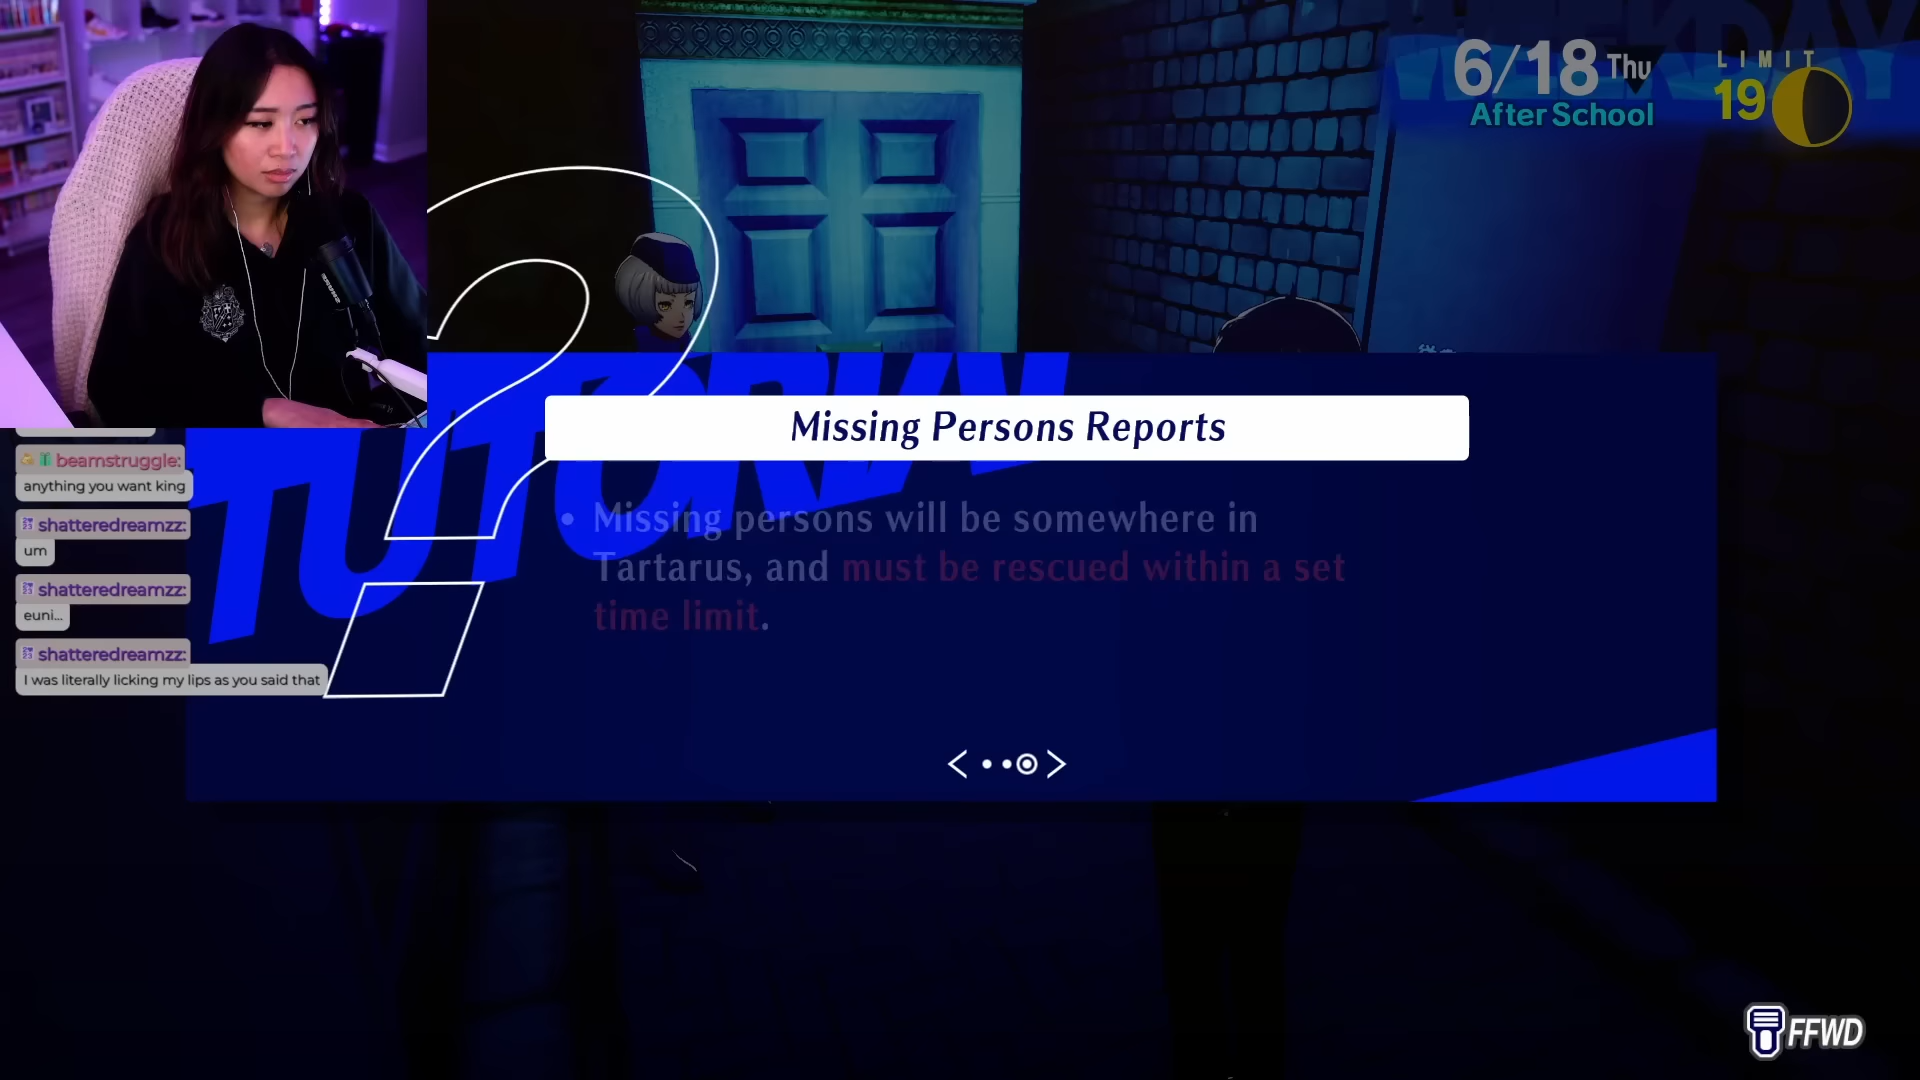 6/18 Thu
After School
LIMIT
19
TUTORIAL
Missing Persons Reports
• Missing persons will be somewhere in
Tartarus, and must be rescued within a set
time limit.
beamstruggle:
anything you want king
shatteredreamzz:
um
shatteredreamzz:
euni...
shatteredreamzz:
I was literally licking my lips as you said that
FFWD